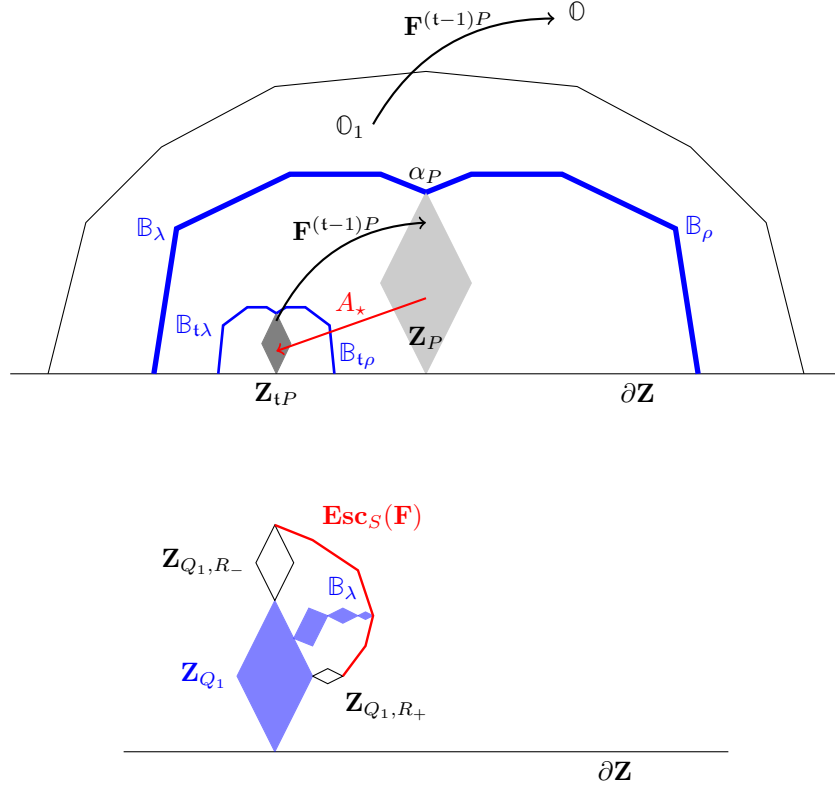 𝐅^{(𝔱−1)P} 𝕆
𝕆₁
α_P
𝔹_λ 𝔹_ρ
𝐅^{(𝔱−1)P}
A_⋆
𝔹_{𝔱λ} 𝐙_P
𝔹_{𝔱ρ}
𝐙_{𝔱P} ∂𝐙
𝐄𝐬𝐜_S(𝐅)
𝐙_{Q₁,R₋}
𝔹_λ
𝐙_{Q₁}
𝐙_{Q₁,R₊}
∂𝐙